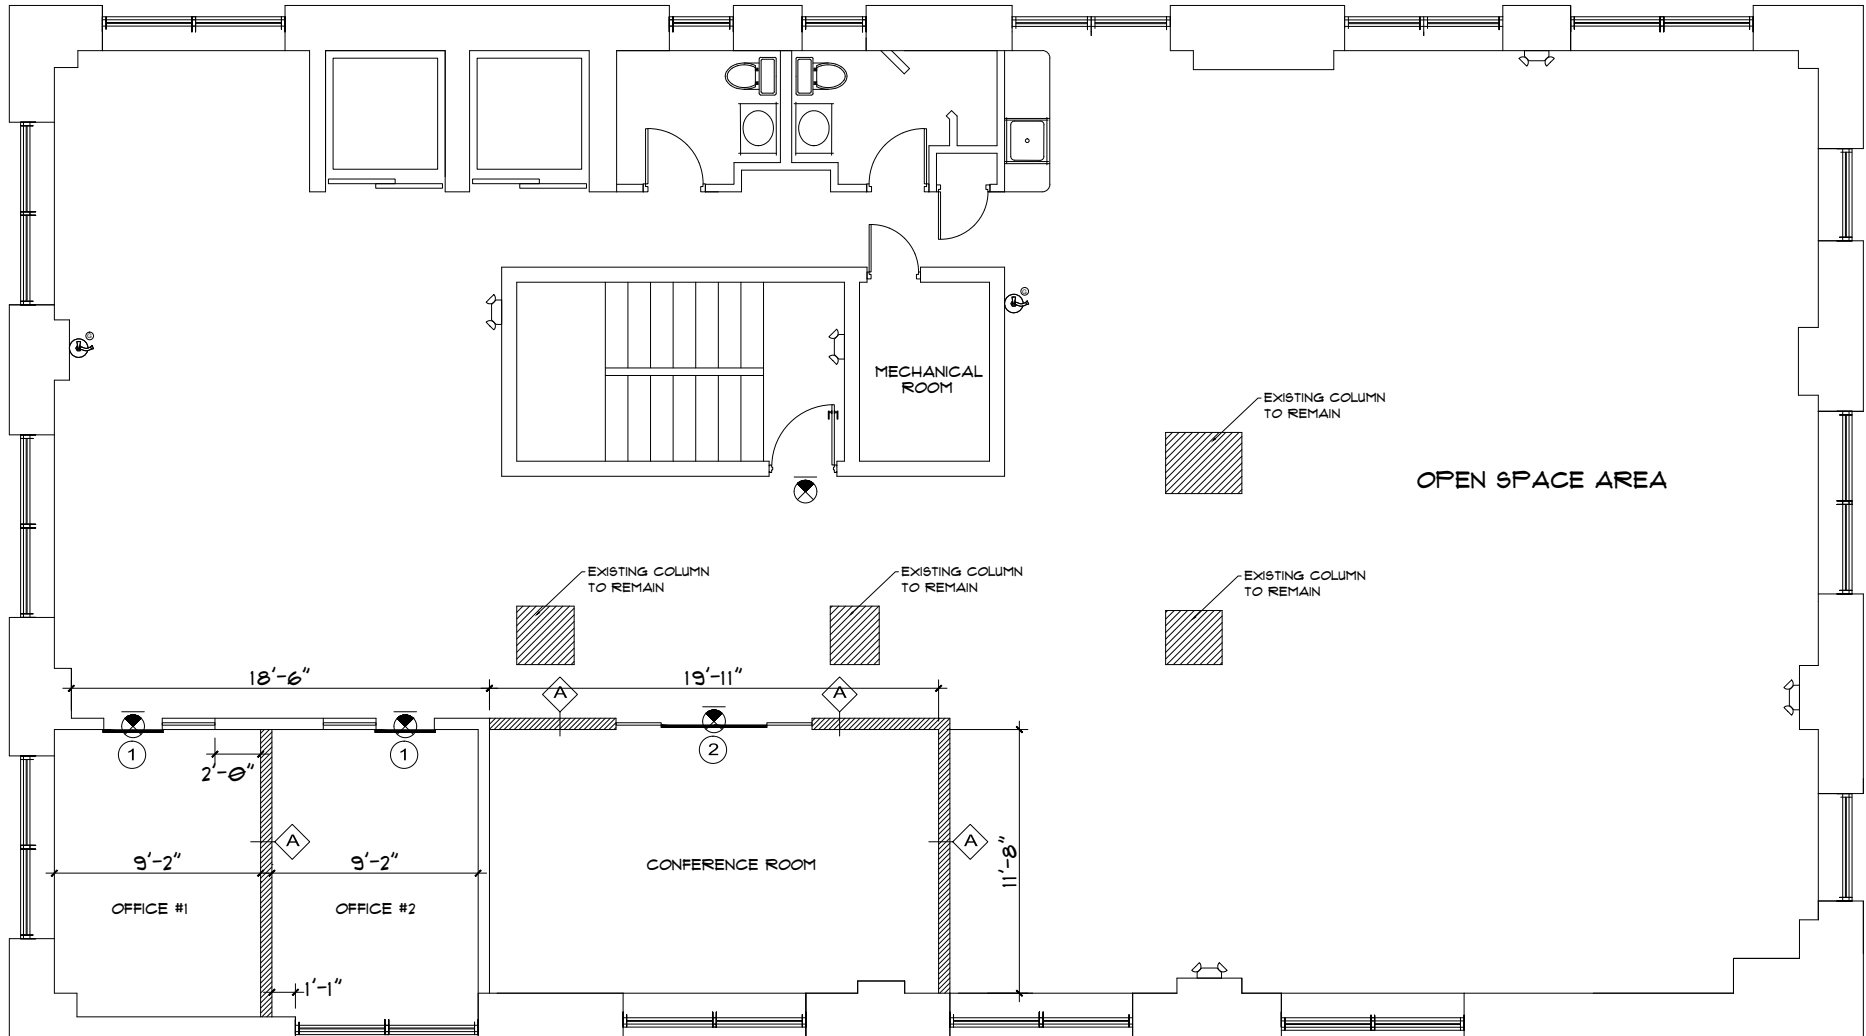 MECHANICAL
ROOM
EXISTING COLUMN
TO REMAIN
OPEN SPACE AREA
EXISTING COLUMN
TO REMAIN
EXISTING COLUMN
TO REMAIN
EXISTING COLUMN
TO REMAIN
18'-6"
19'-11"
A
A
1
1
2
2'-0"
A
A
9'-2"
9'-2"
CONFERENCE ROOM
11'-8"
OFFICE #1
OFFICE #2
1'-1"